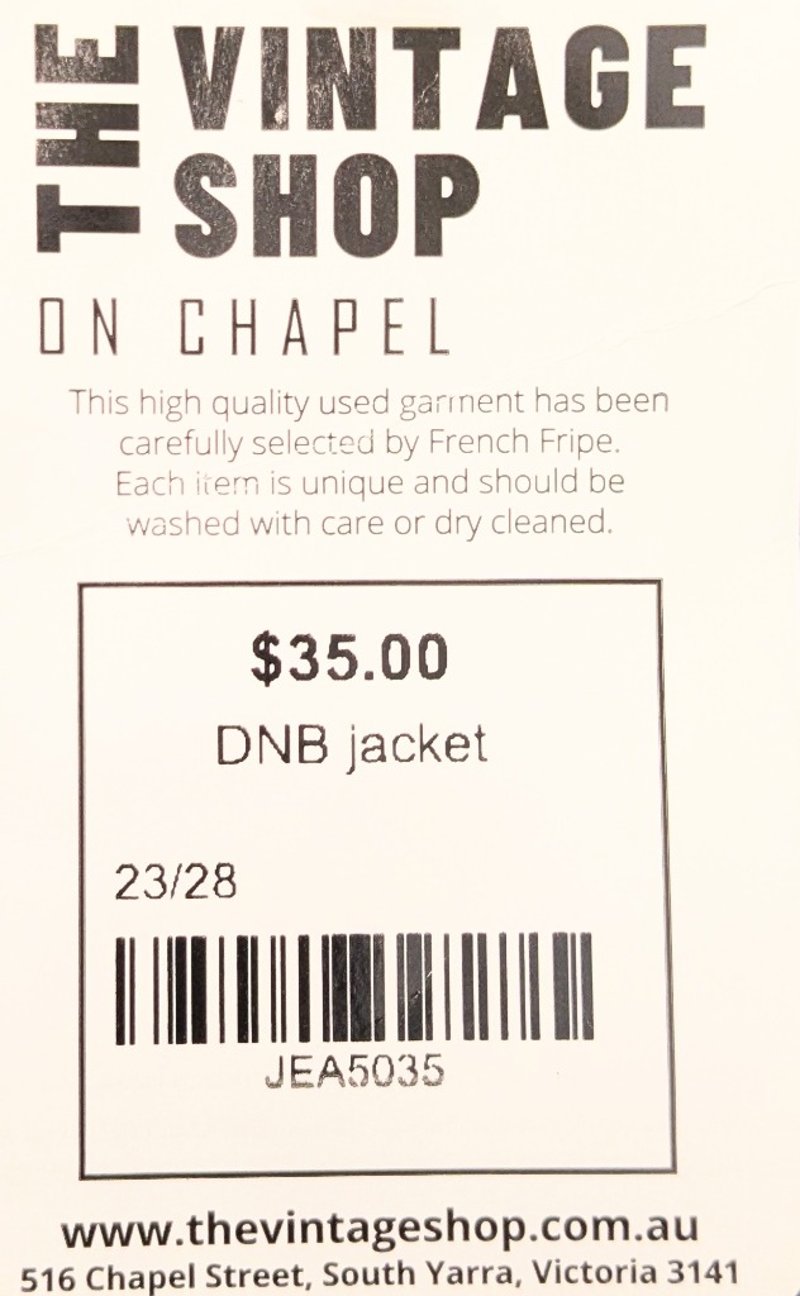 THE VINTAGE
SHOP
ON CHAPEL
This high quality used garment has been
carefully selected by French Fripe.
Each item is unique and should be
washed with care or dry cleaned.
$35.00
DNB jacket
23/28
JEA5035
www.thevintageshop.com.au
516 Chapel Street, South Yarra, Victoria 3141